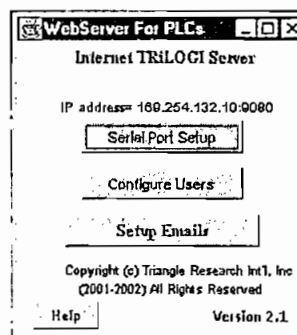 WebServer For PLCs
Internet TRiLOGI Server
IP address= 169.254.132.10:9080
Serial Port Setup
Configure Users
Setup Emails
Copyright (c) Triangle Research Int'l, Inc
(2001-2002) All Rights Reserved
Help
Version 2.1